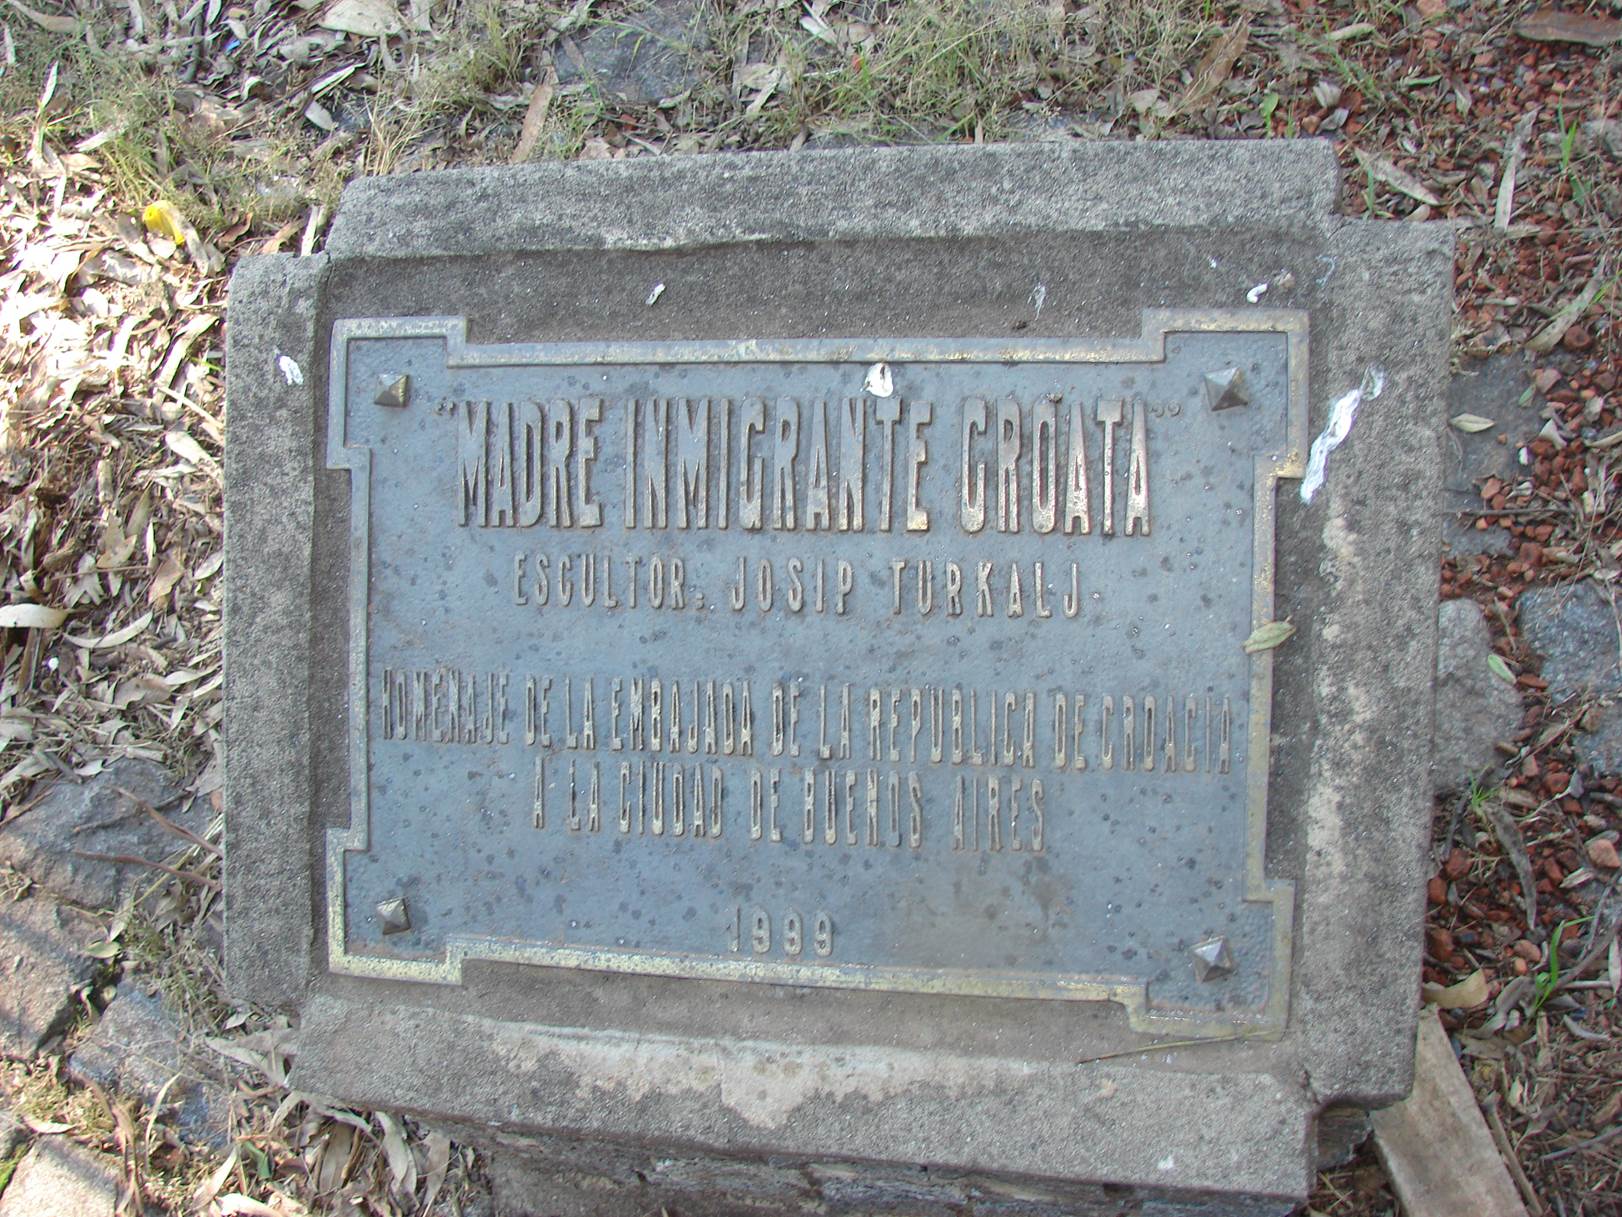 "MADRE INMIGRANTE CROATA"
ESCULTOR: JOSIP TURKALJ
HOMENAJE DE LA EMBAJADA DE LA REPUBLICA DE CROACIA
A LA CIUDAD DE BUENOS AIRES
1999